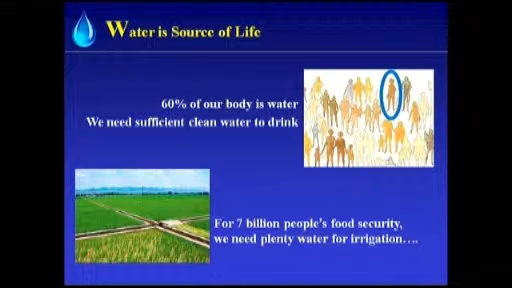 Water is Source of Life
60% of our body is water
We need sufficient clean water to drink
For 7 billion people's food security,
we need plenty water for irrigation….